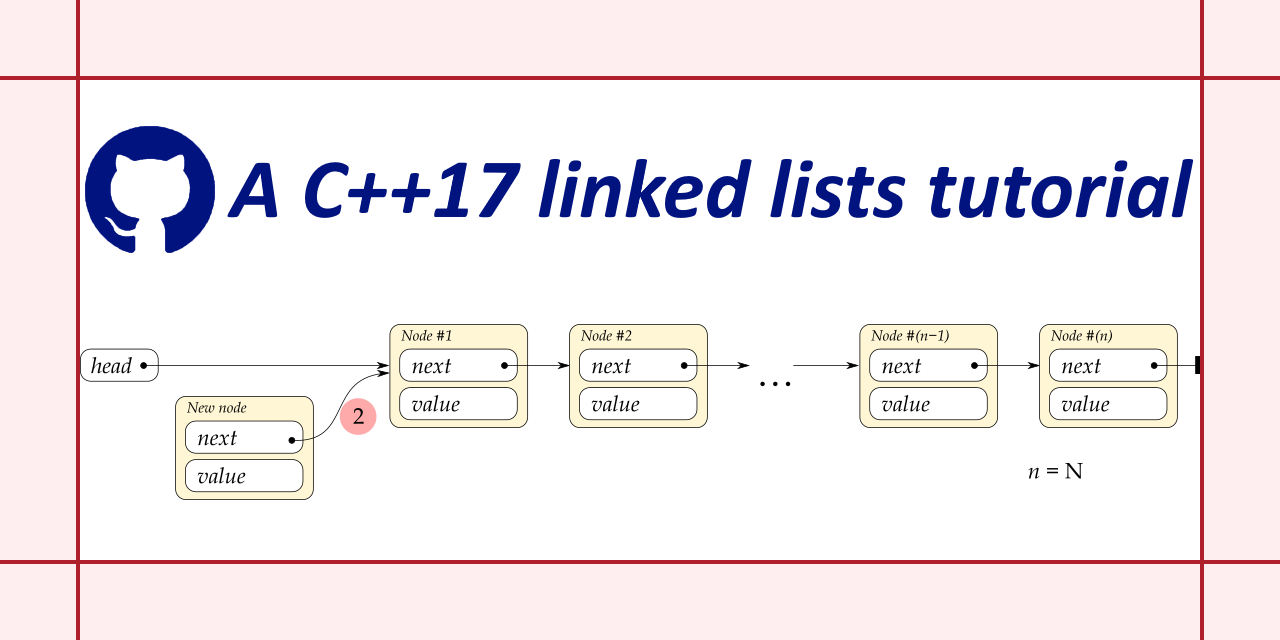 A C++17 linked lists tutorial
Node #1
Node #2
Node #(n−1)
Node #(n)
head
next
next
next
next
...
value
value
value
value
New node
next
value
2
n = N